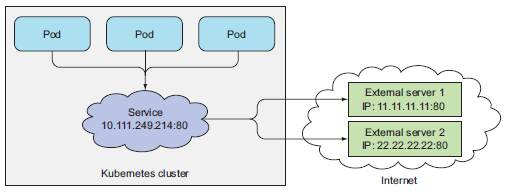 Pod
Pod
Pod
Service
10.111.249.214:80
Kubernetes cluster
External server 1
IP: 11.11.11.11:80
External server 2
IP: 22.22.22.22:80
Internet